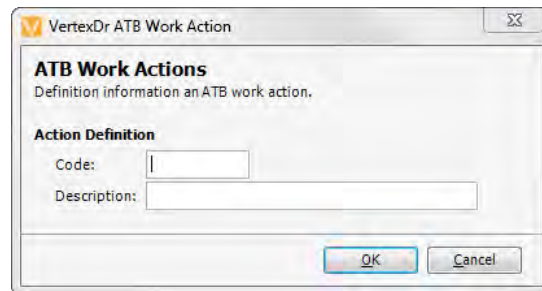 VertexDr ATB Work Action
ATB Work Actions
Definition information an ATB work action.
Action Definition
Code:
Description:
OK
Cancel